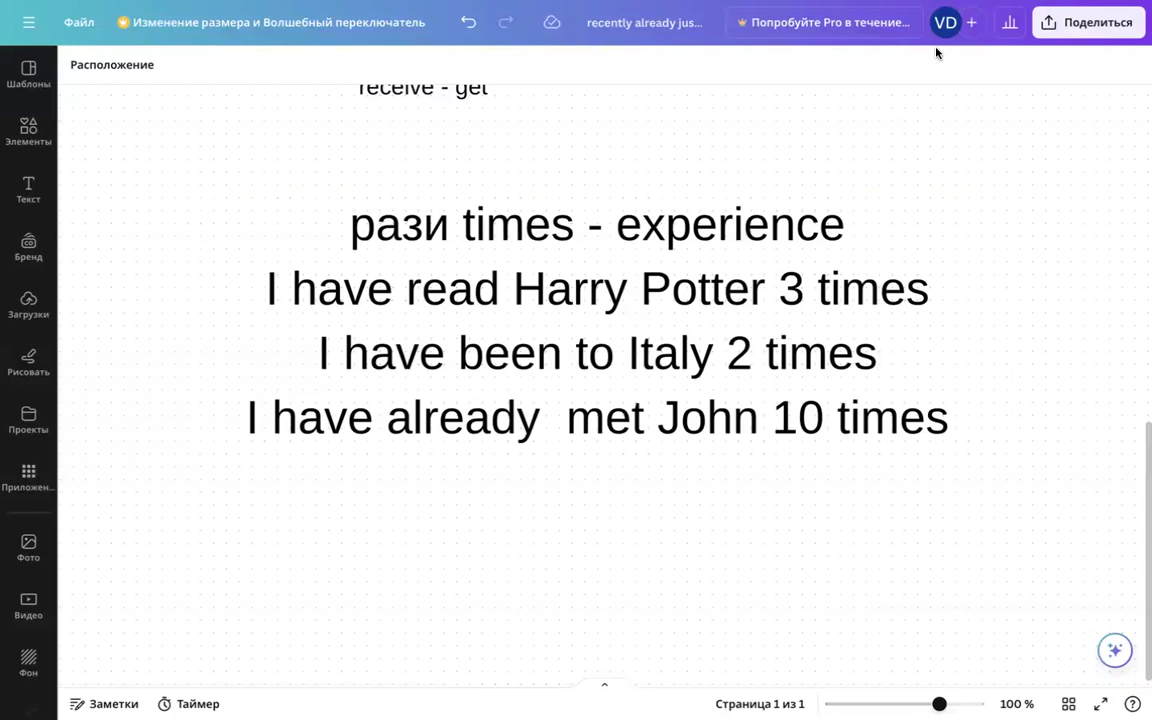 Файл
Изменение размера и Волшебный переключатель
recently already jus...
Попробуйте Pro в течение...
VD
Поделиться
Расположение
Шаблоны
Элементы
Текст
Бренд
Загрузки
Рисовать
Проекты
Приложен...
Фото
Видео
Фон
receive - get
рази times - experience
I have read Harry Potter 3 times
I have been to Italy 2 times
I have already met John 10 times
Заметки
Таймер
Страница 1 из 1
100 %